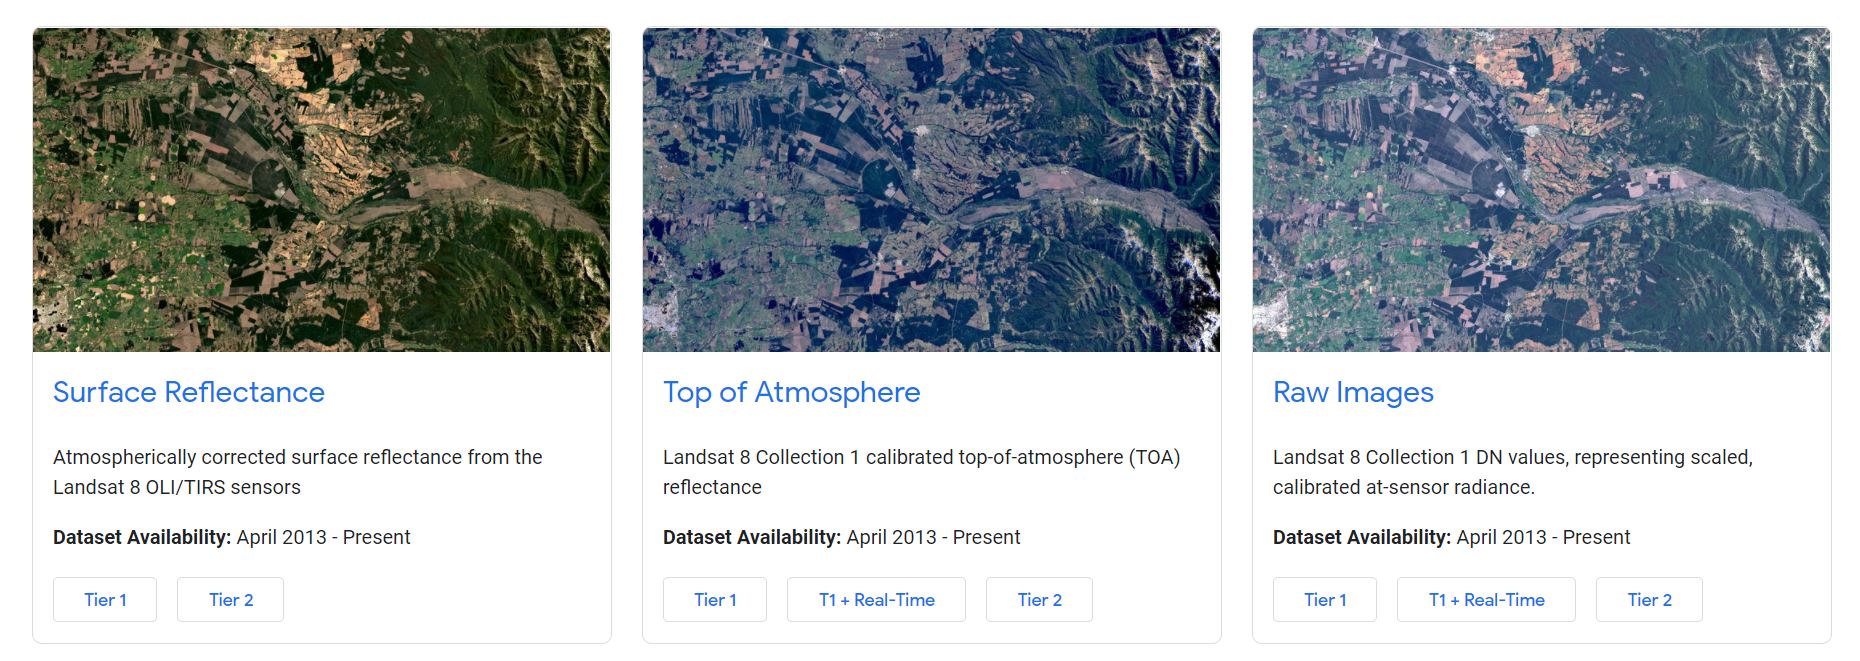 Surface Reflectance
Atmospherically corrected surface reflectance from the
Landsat 8 OLI/TIRS sensors
Dataset Availability: April 2013 - Present
Tier 1
Tier 2
Top of Atmosphere
Landsat 8 Collection 1 calibrated top-of-atmosphere (TOA)
reflectance
Dataset Availability: April 2013 - Present
Tier 1
T1 + Real-Time
Tier 2
Raw Images
Landsat 8 Collection 1 DN values, representing scaled,
calibrated at-sensor radiance.
Dataset Availability: April 2013 - Present
Tier 1
T1 + Real-Time
Tier 2